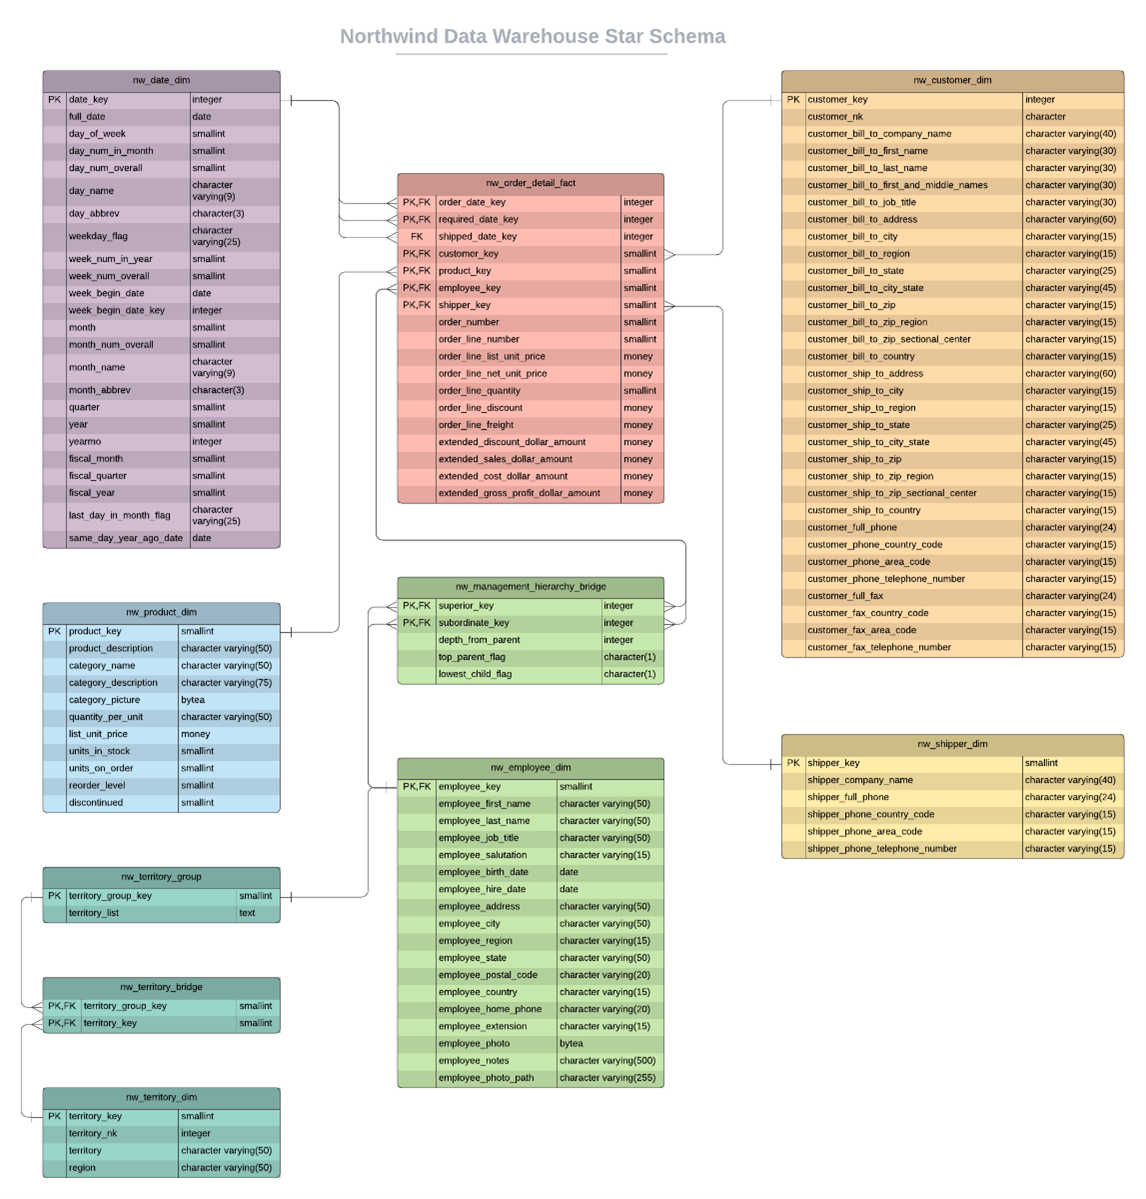 Northwind Data Warehouse Star Schema
nw_date_dim
PK date_key integer
full_date date
day_of_week smallint
day_num_in_month smallint
day_num_overall smallint
day_name character
varying(9)
day_abbrev character(3)
weekday_flag character
varying(25)
week_num_in_year smallint
week_num_overall smallint
week_begin_date date
week_begin_date_key integer
month smallint
month_num_overall smallint
month_name character
varying(9)
month_abbrev character(3)
quarter smallint
year smallint
yearmo integer
fiscal_month smallint
fiscal_quarter smallint
fiscal_year smallint
last_day_in_month_flag character
varying(25)
same_day_year_ago_date date
nw_product_dim
PK product_key smallint
product_description character varying(50)
category_name character varying(50)
category_description character varying(75)
category_picture bytea
quantity_per_unit character varying(50)
list_unit_price money
units_in_stock smallint
units_on_order smallint
reorder_level smallint
discontinued smallint
nw_territory_group
PK territory_group_key smallint
territory_list text
nw_territory_bridge
PK,FK territory_group_key smallint
PK,FK territory_key smallint
nw_territory_dim
PK territory_key smallint
territory_nk integer
territory character varying(50)
region character varying(50)
nw_order_detail_fact
PK,FK order_date_key integer
PK,FK required_date_key integer
FK shipped_date_key integer
PK,FK customer_key smallint
PK,FK product_key smallint
PK,FK employee_key smallint
PK,FK shipper_key smallint
order_number smallint
order_line_number smallint
order_line_list_unit_price money
order_line_net_unit_price money
order_line_quantity smallint
order_line_discount money
order_line_freight money
extended_discount_dollar_amount money
extended_sales_dollar_amount money
extended_cost_dollar_amount money
extended_gross_profit_dollar_amount money
nw_management_hierarchy_bridge
PK,FK superior_key integer
PK,FK subordinate_key integer
depth_from_parent integer
top_parent_flag character(1)
lowest_child_flag character(1)
nw_employee_dim
PK,FK employee_key smallint
employee_first_name character varying(50)
employee_last_name character varying(50)
employee_job_title character varying(50)
employee_salutation character varying(15)
employee_birth_date date
employee_hire_date date
employee_address character varying(50)
employee_city character varying(50)
employee_region character varying(15)
employee_state character varying(50)
employee_postal_code character varying(20)
employee_country character varying(15)
employee_home_phone character varying(20)
employee_extension character varying(15)
employee_photo bytea
employee_notes character varying(500)
employee_photo_path character varying(255)
nw_customer_dim
PK customer_key integer
customer_nk character
customer_bill_to_company_name character varying(40)
customer_bill_to_first_name character varying(30)
customer_bill_to_last_name character varying(30)
customer_bill_to_first_and_middle_names character varying(30)
customer_bill_to_job_title character varying(30)
customer_bill_to_address character varying(60)
customer_bill_to_city character varying(15)
customer_bill_to_region character varying(15)
customer_bill_to_state character varying(25)
customer_bill_to_city_state character varying(45)
customer_bill_to_zip character varying(15)
customer_bill_to_zip_region character varying(15)
customer_bill_to_zip_sectional_center character varying(15)
customer_bill_to_country character varying(15)
customer_ship_to_address character varying(60)
customer_ship_to_city character varying(15)
customer_ship_to_region character varying(15)
customer_ship_to_state character varying(25)
customer_ship_to_city_state character varying(45)
customer_ship_to_zip character varying(15)
customer_ship_to_zip_region character varying(15)
customer_ship_to_zip_sectional_center character varying(15)
customer_ship_to_country character varying(15)
customer_full_phone character varying(24)
customer_phone_country_code character varying(15)
customer_phone_area_code character varying(15)
customer_phone_telephone_number character varying(15)
customer_full_fax character varying(24)
customer_fax_country_code character varying(15)
customer_fax_area_code character varying(15)
customer_fax_telephone_number character varying(15)
nw_shipper_dim
PK shipper_key smallint
shipper_company_name character varying(40)
shipper_full_phone character varying(24)
shipper_phone_country_code character varying(15)
shipper_phone_area_code character varying(15)
shipper_phone_telephone_number character varying(15)